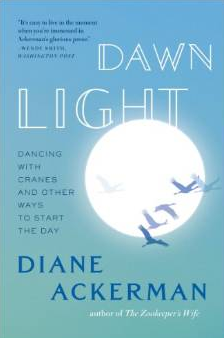 "It's easy to live in the moment
when you're immersed in
Ackerman's glorious prose."
—WENDY SMITH,
WASHINGTON POST
DAWN
LIGHT
DANCING
WITH
CRANES
AND OTHER
WAYS
TO START
THE DAY
DIANE
ACKERMAN
author of The Zookeeper's Wife